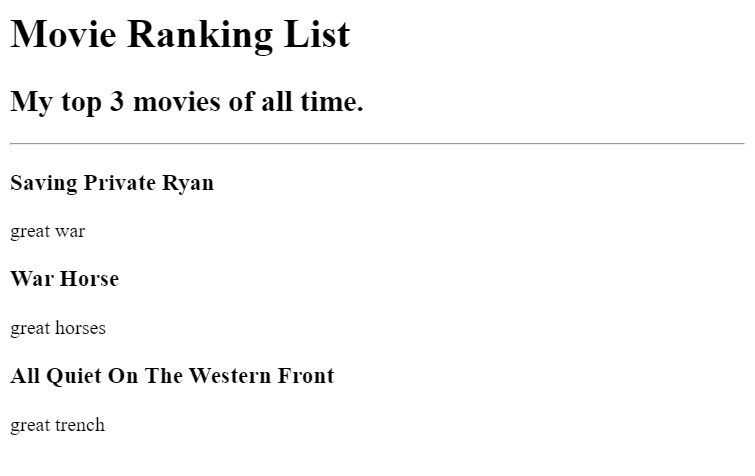 Movie Ranking List
My top 3 movies of all time.
Saving Private Ryan
great war
War Horse
great horses
All Quiet On The Western Front
great trench